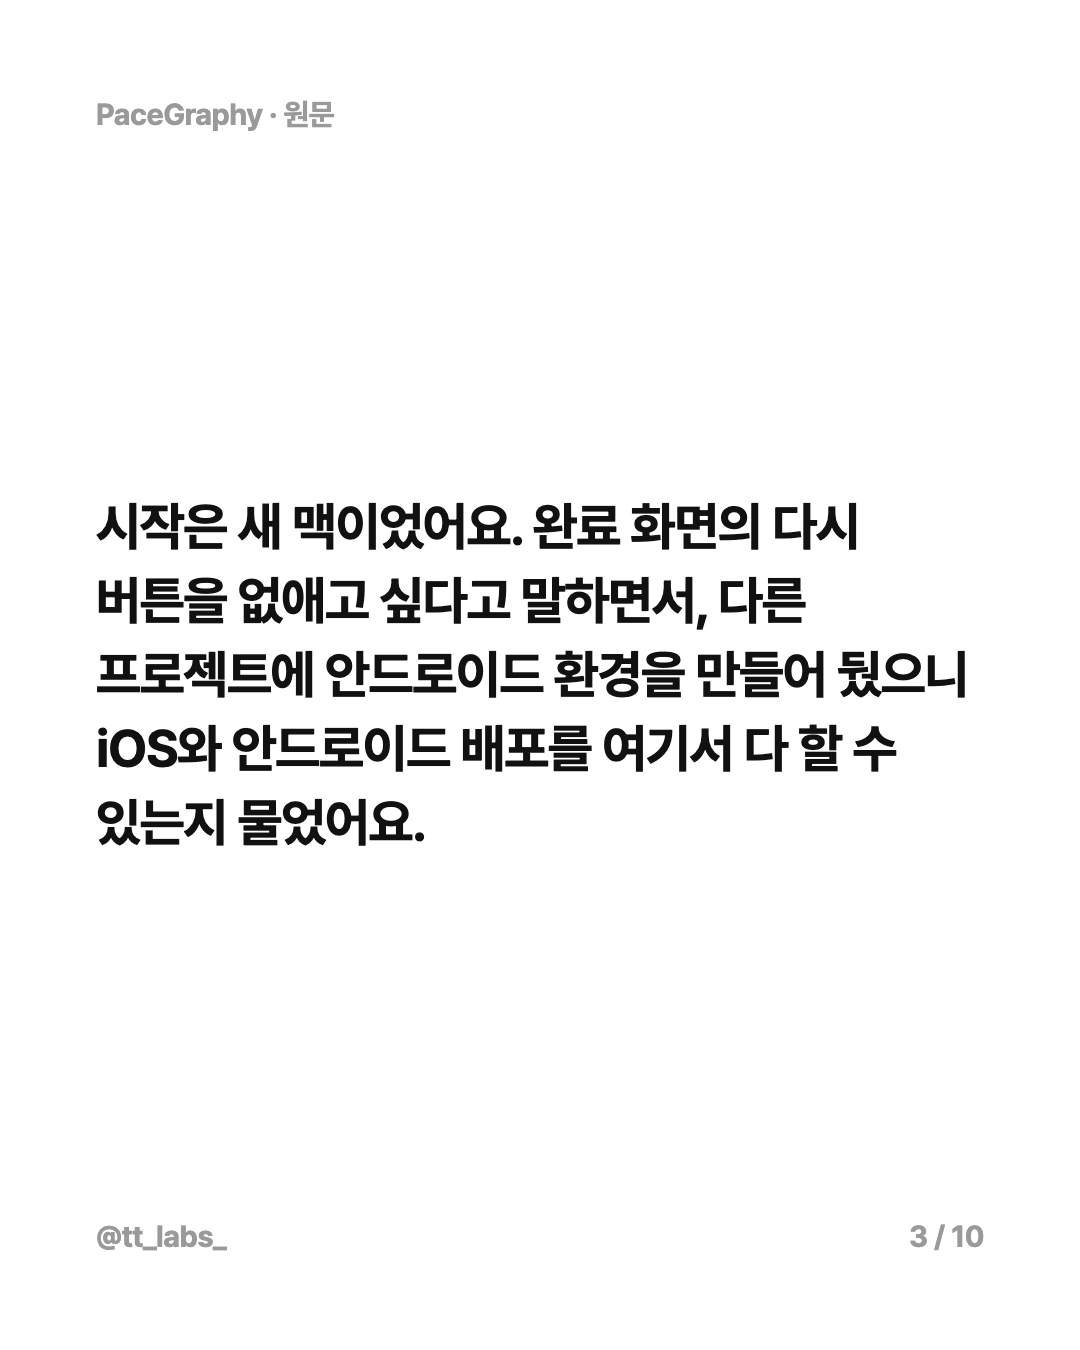 PaceGraphy · 원문
시작은 새 맥이었어요. 완료 화면의 다시
버튼을 없애고 싶다고 말하면서, 다른
프로젝트에 안드로이드 환경을 만들어 뒀으니
iOS와 안드로이드 배포를 여기서 다 할 수
있는지 물었어요.
@tt_labs_
3 / 10